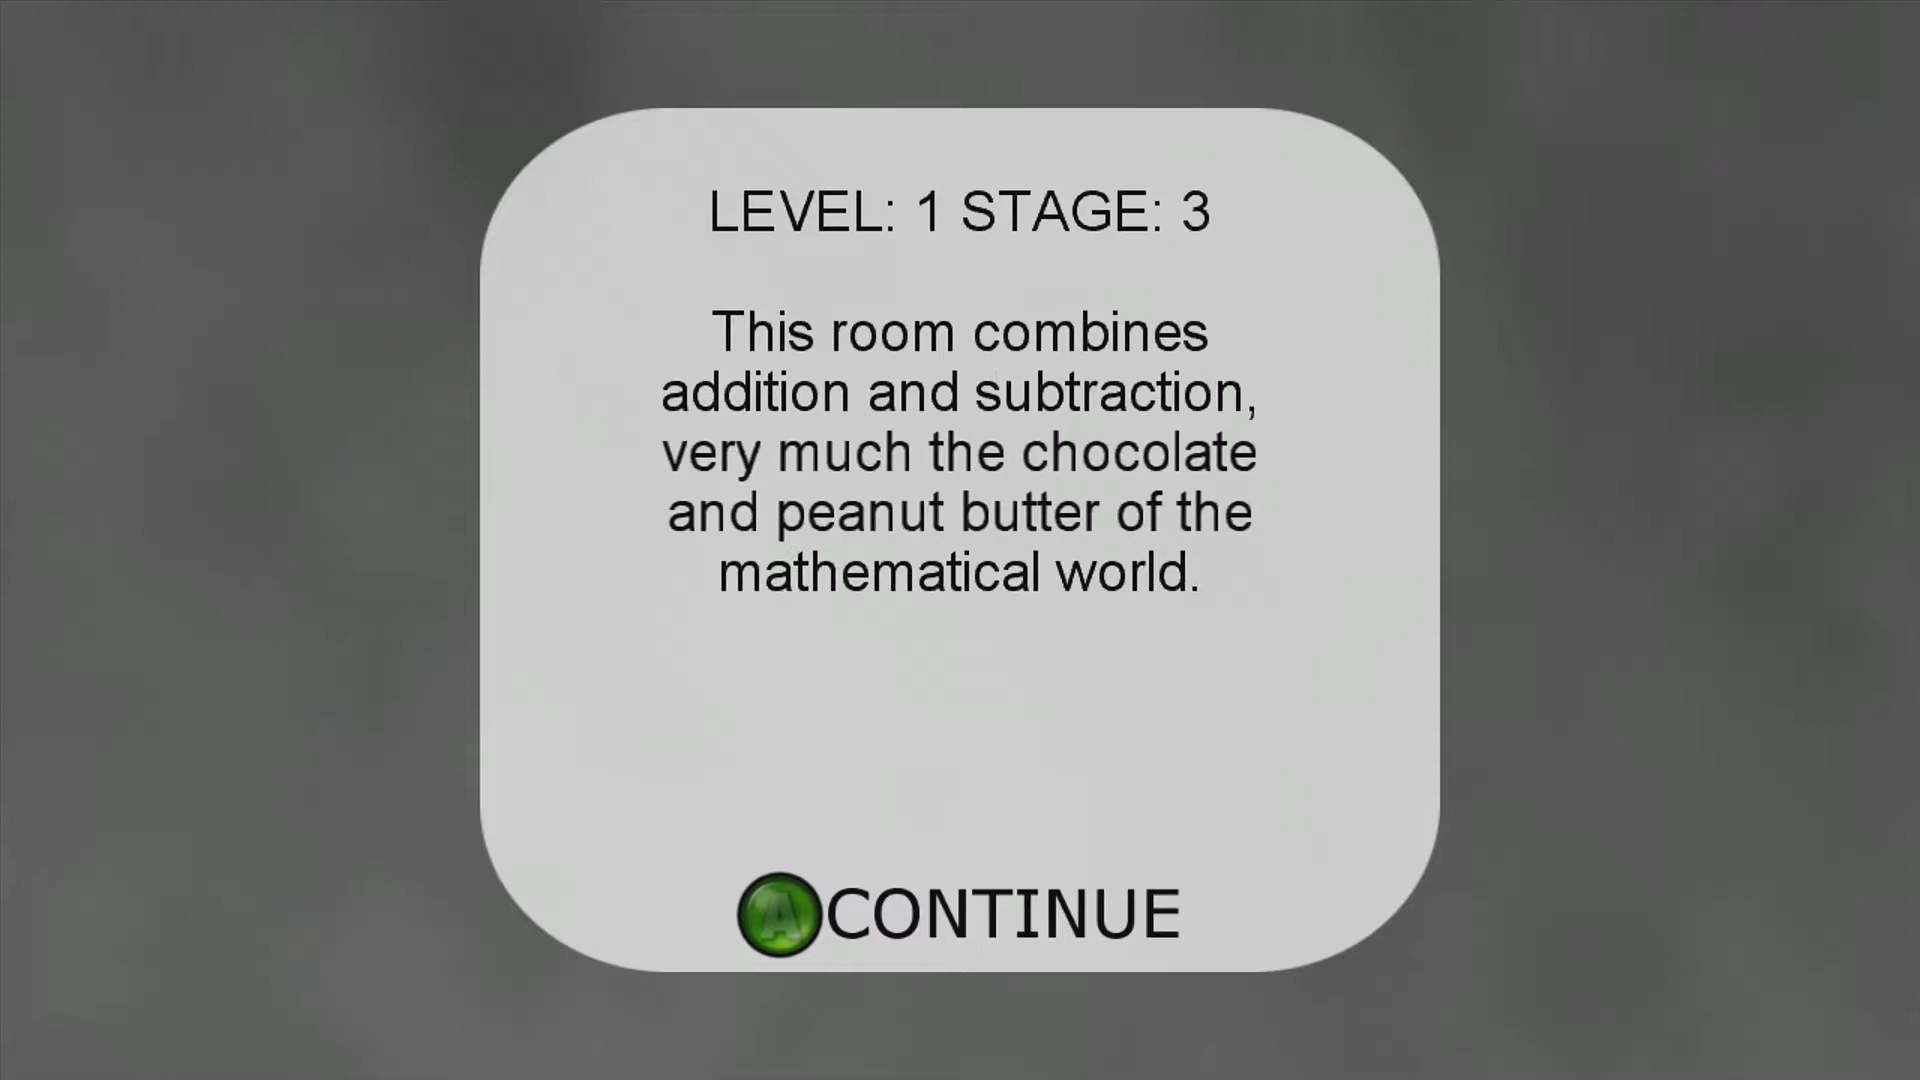 LEVEL: 1 STAGE: 3
This room combines
addition and subtraction,
very much the chocolate
and peanut butter of the
mathematical world.
A CONTINUE